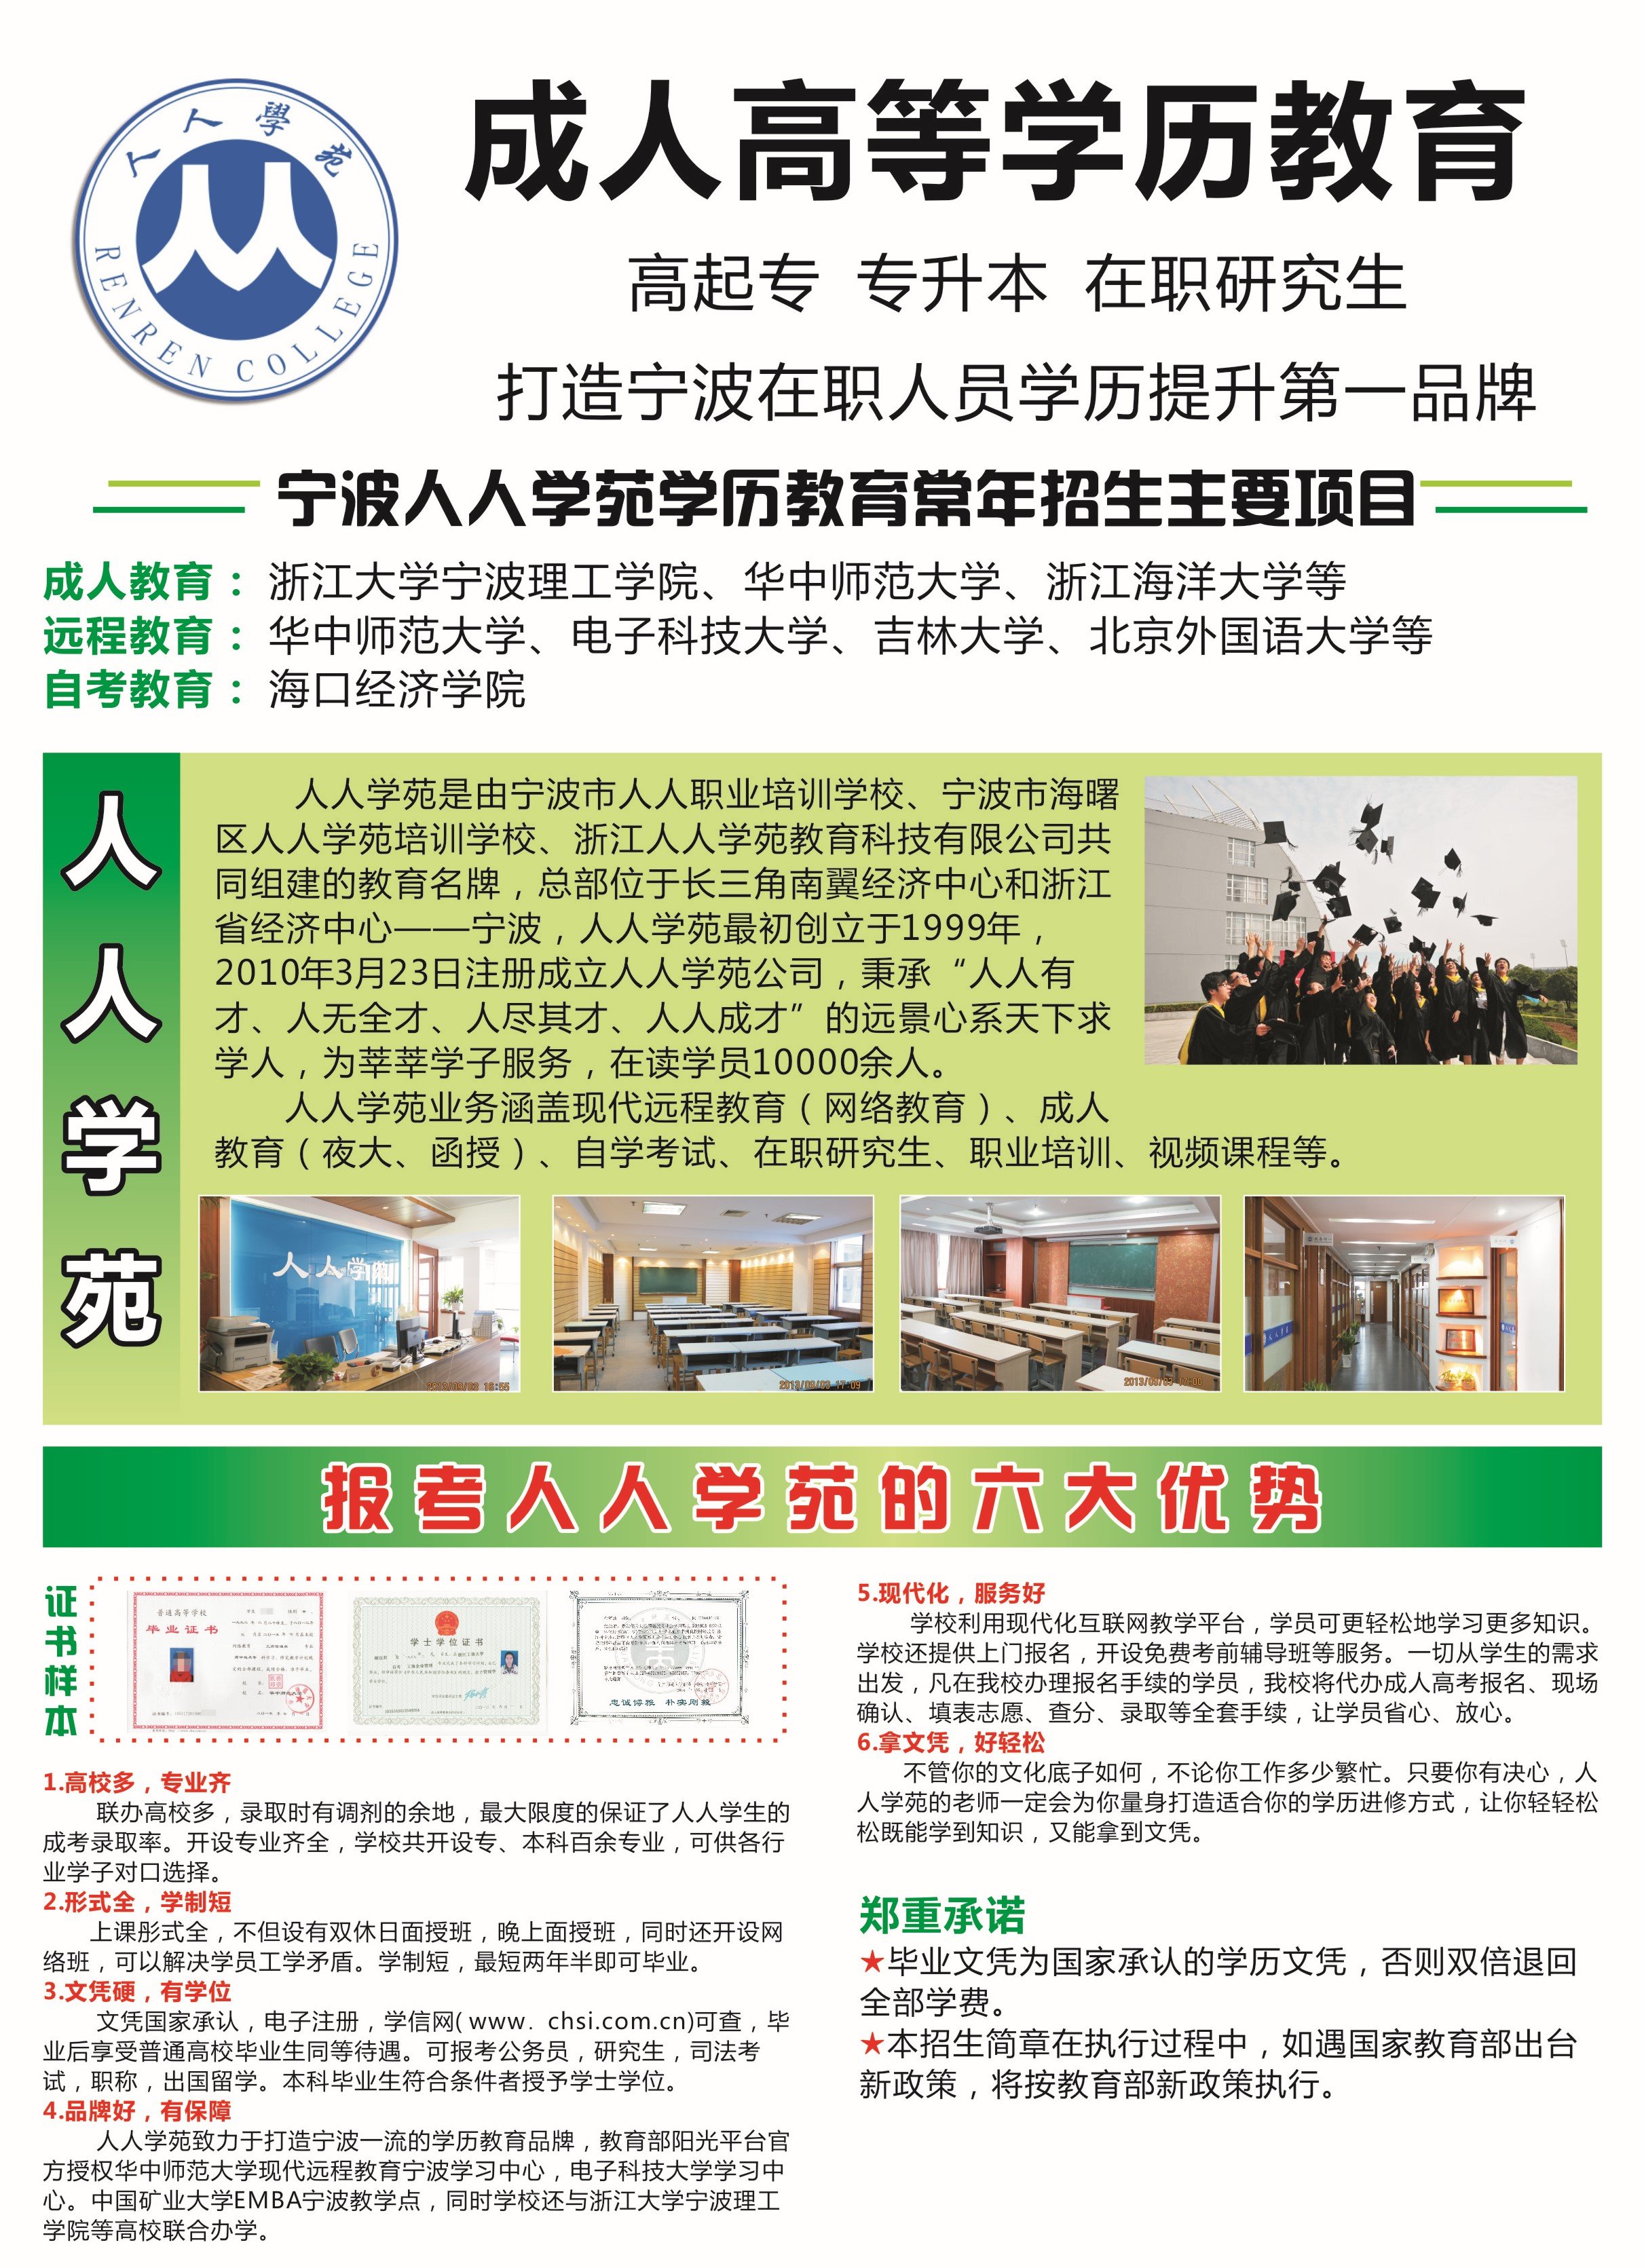 人人學苑
RENREN COLLEGE
成人高等学历教育
高起专 专升本 在职研究生
打造宁波在职人员学历提升第一品牌
宁波人人学苑学历教育常年招生主要项目
成人教育：浙江大学宁波理工学院、华中师范大学、浙江海洋大学等
远程教育：华中师范大学、电子科技大学、吉林大学、北京外国语大学等
自考教育：海口经济学院
人人学苑
人人学苑是由宁波市人人职业培训学校、宁波市海曙
区人人学苑培训学校、浙江人人学苑教育科技有限公司共
同组建的教育名牌，总部位于长三角南翼经济中心和浙江
省经济中心——宁波，人人学苑最初创立于1999年，
2010年3月23日注册成立人人学苑公司，秉承“人人有
才、人无全才、人尽其才、人人成才”的远景心系天下求
学人，为莘莘学子服务，在读学员10000余人。
人人学苑业务涵盖现代远程教育（网络教育）、成人
教育（夜大、函授）、自学考试、在职研究生、职业培训、视频课程等。
人人学苑
报考人人学苑的六大优势
证书样本
普通高等学校
毕业证书
学士学位证书
忠诚博雅 朴实刚毅
1.高校多，专业齐
联办高校多，录取时有调剂的余地，最大限度的保证了人人学生的
成考录取率。开设专业齐全，学校共开设专、本科百余专业，可供各行
业学子对口选择。
2.形式全，学制短
上课形式全，不但设有双休日面授班，晚上面授班，同时还开设网
络班，可以解决学员工学矛盾。学制短，最短两年半即可毕业。
3.文凭硬，有学位
文凭国家承认，电子注册，学信网( www. chsi.com.cn)可查，毕
业后享受普通高校毕业生同等待遇。可报考公务员，研究生，司法考
试，职称，出国留学。本科毕业生符合条件者授予学士学位。
4.品牌好，有保障
人人学苑致力于打造宁波一流的学历教育品牌，教育部阳光平台官
方授权华中师范大学现代远程教育宁波学习中心，电子科技大学学习中
心。中国矿业大学EMBA宁波教学点，同时学校还与浙江大学宁波理工
学院等高校联合办学。
5.现代化，服务好
学校利用现代化互联网教学平台，学员可更轻松地学习更多知识。
学校还提供上门报名，开设免费考前辅导班等服务。一切从学生的需求
出发，凡在我校办理报名手续的学员，我校将代办成人高考报名、现场
确认、填表志愿、查分、录取等全套手续，让学员省心、放心。
6.拿文凭，好轻松
不管你的文化底子如何，不论你工作多少繁忙。只要你有决心，人
人学苑的老师一定会为你量身打造适合你的学历进修方式，让你轻轻松
松既能学到知识，又能拿到文凭。
郑重承诺
★毕业文凭为国家承认的学历文凭，否则双倍退回
全部学费。
★本招生简章在执行过程中，如遇国家教育部出台
新政策，将按教育部新政策执行。